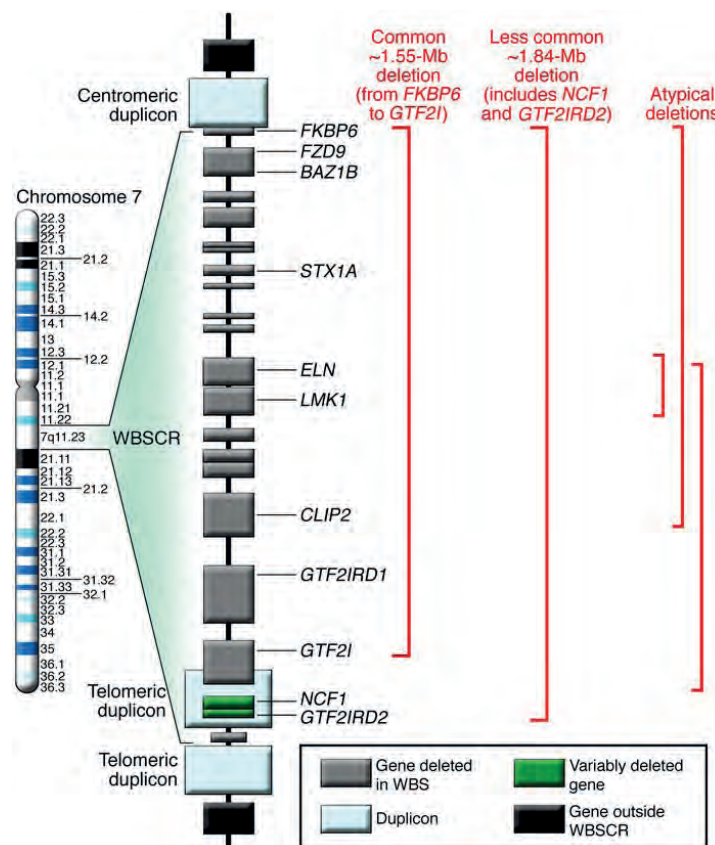 Common
~1.55-Mb
deletion
(from FKBP6
to GTF2I)
Less common
~1.84-Mb
deletion
(includes NCF1
and GTF2IRD2)
Atypical
deletions
Centromeric
duplicon
FKBP6
FZD9
BAZ1B
STX1A
ELN
LMK1
CLIP2
GTF2IRD1
GTF2I
NCF1
GTF2IRD2
Chromosome 7
22.3
22.2
22.1
21.3
21.2
21.1
15.3
15.2
15.1
14.3
14.2
14.1
13
12.3
12.2
12.1
11.2
11.1
11.1
11.21
11.22
7q11.23
21.11
21.12
21.13
21.2
21.3
22.1
22.2
22.3
31.1
31.2
31.31
31.32
31.33
32.1
32.2
32.3
33
34
35
36.1
36.2
36.3
WBSCR
Telomeric
duplicon
Telomeric
duplicon
Gene deleted
in WBS
Variably deleted
gene
Duplicon
Gene outside
WBSCR